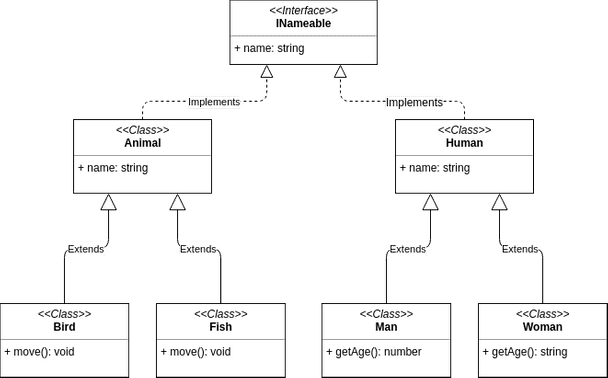 <<Interface>>
INameable
+ name: string
Implements
Implements
<<Class>>
Animal
+ name: string
<<Class>>
Human
+ name: string
Extends
Extends
Extends
Extends
<<Class>>
Bird
+ move(): void
<<Class>>
Fish
+ move(): void
<<Class>>
Man
+ getAge(): number
<<Class>>
Woman
+ getAge(): string